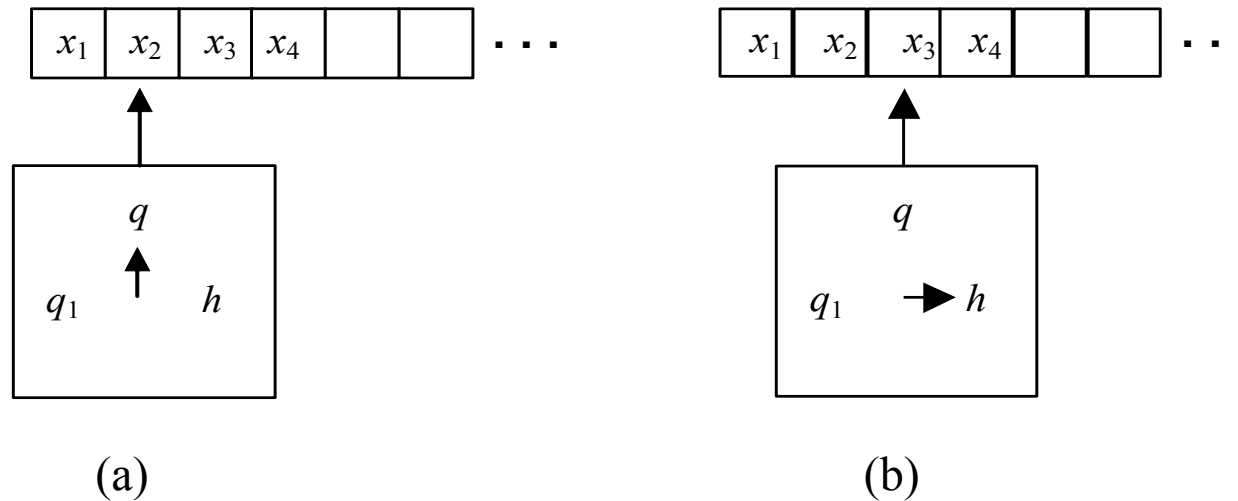 x₁ x₂ x₃ x₄ . . .
q
q₁ h
(a)
x₁ x₂ x₃ x₄ . .
q
q₁ h
(b)